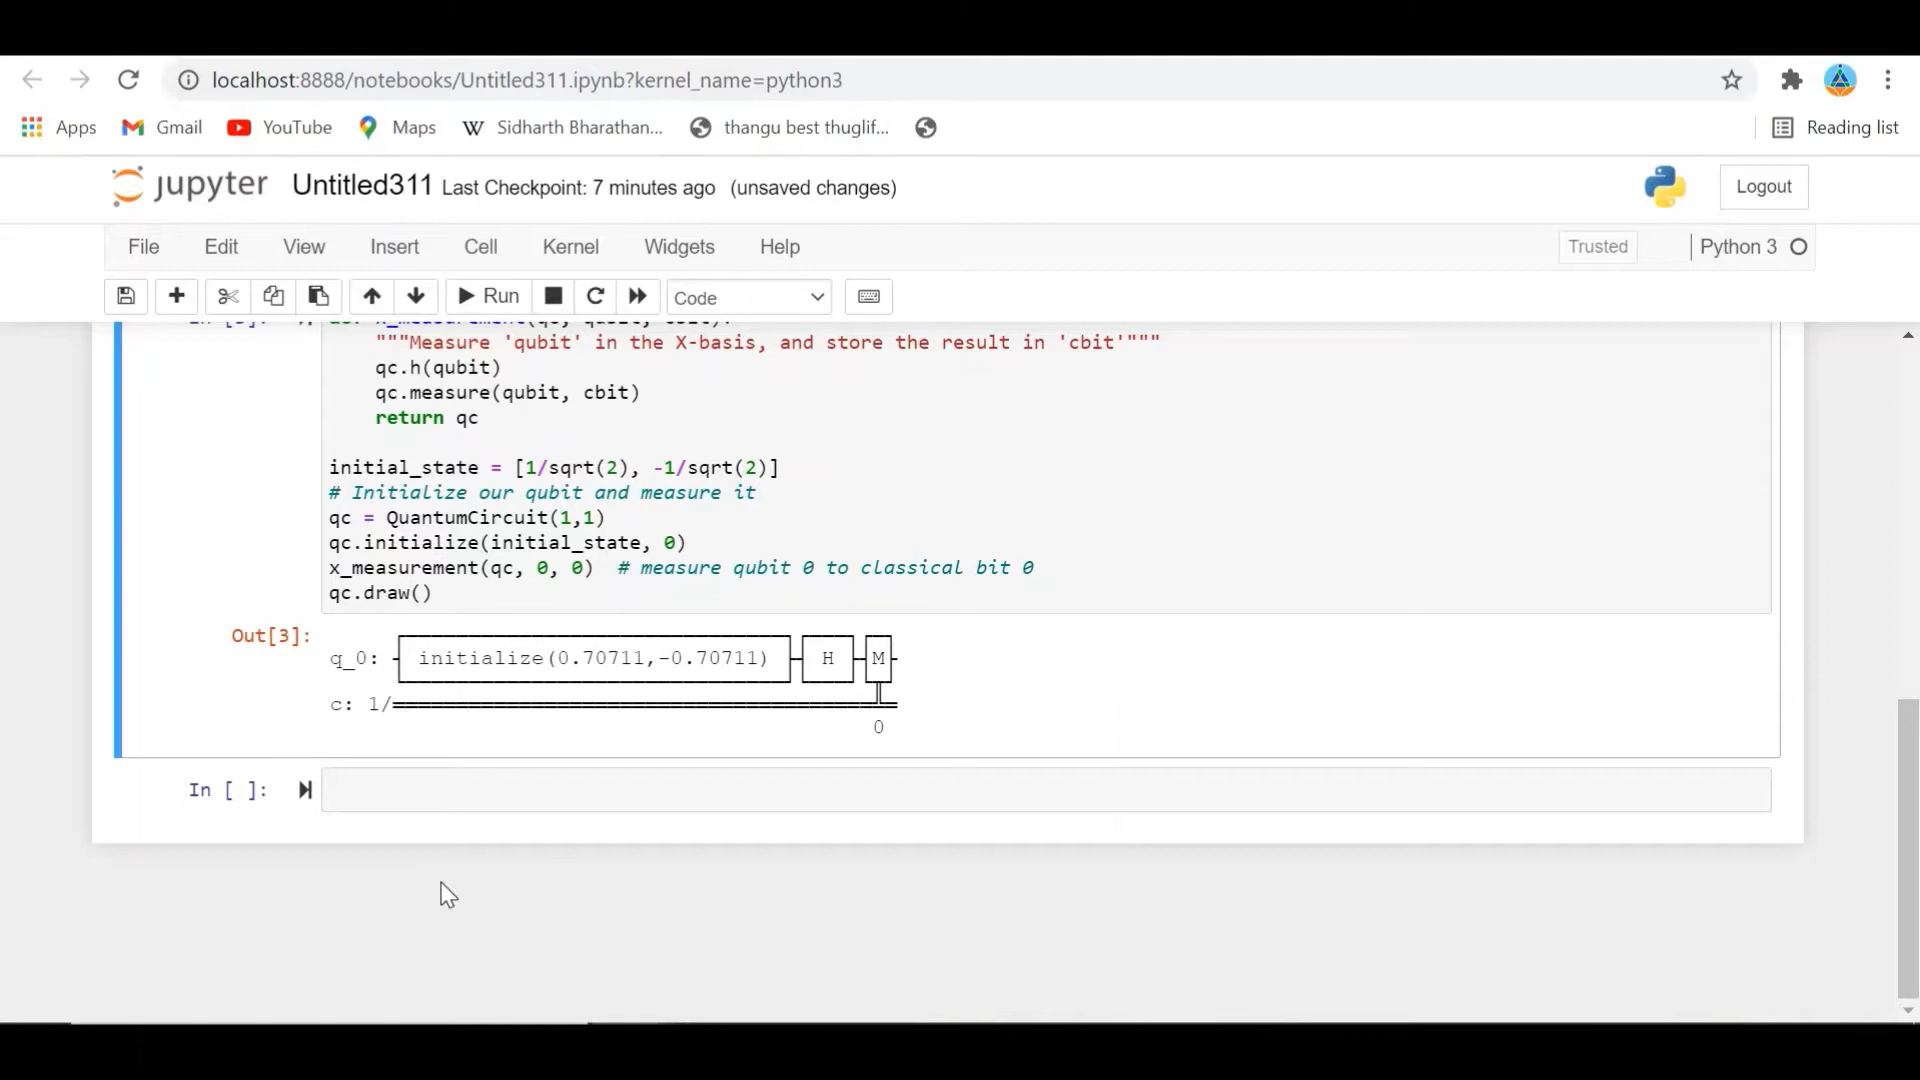 localhost:8888/notebooks/Untitled311.ipynb?kernel_name=python3
Apps Gmail YouTube Maps Sidharth Bharathan... thangu best thuglif... Reading list
jupyter Untitled311 Last Checkpoint: 7 minutes ago (unsaved changes) Logout
File Edit View Insert Cell Kernel Widgets Help Trusted Python 3
Run Code
"""Measure 'qubit' in the X-basis, and store the result in 'cbit'"""
qc.h(qubit)
qc.measure(qubit, cbit)
return qc
initial_state = [1/sqrt(2), -1/sqrt(2)]
# Initialize our qubit and measure it
qc = QuantumCircuit(1,1)
qc.initialize(initial_state, 0)
x_measurement(qc, 0, 0) # measure qubit 0 to classical bit 0
qc.draw()
Out[3]:
q_0: initialize(0.70711,-0.70711) H M
c: 1/
0
In [ ]: